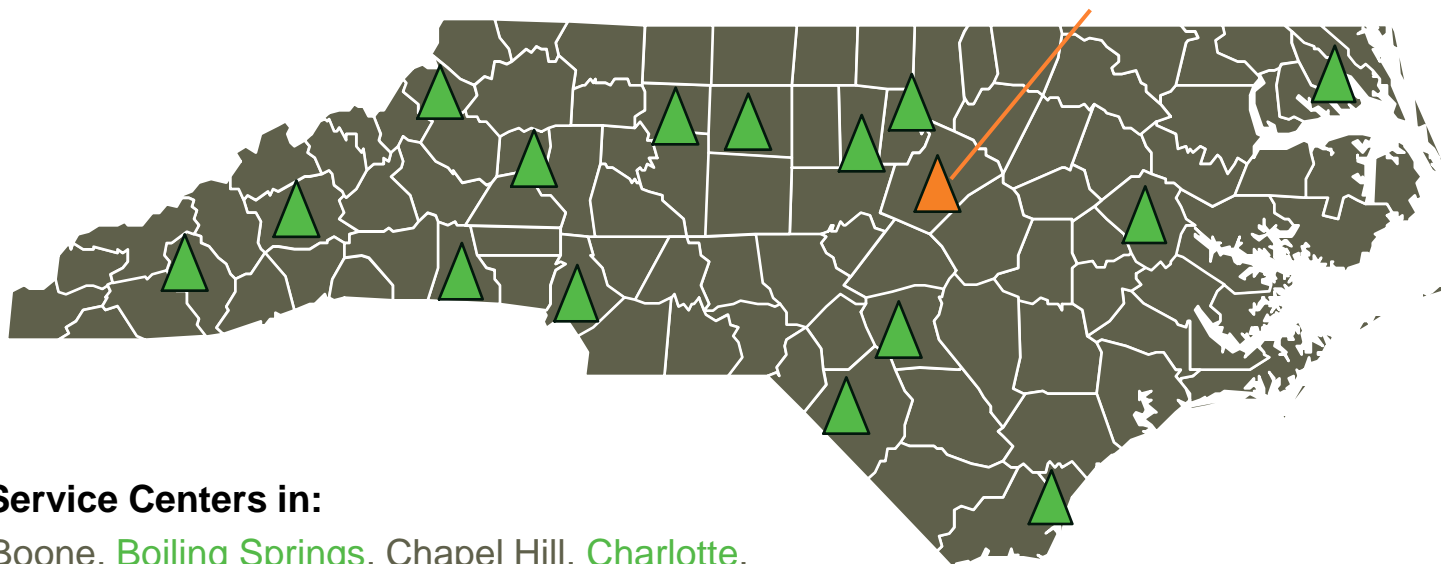 Service Centers in:
Boone, Boiling Springs, Chapel Hill, Charlotte,